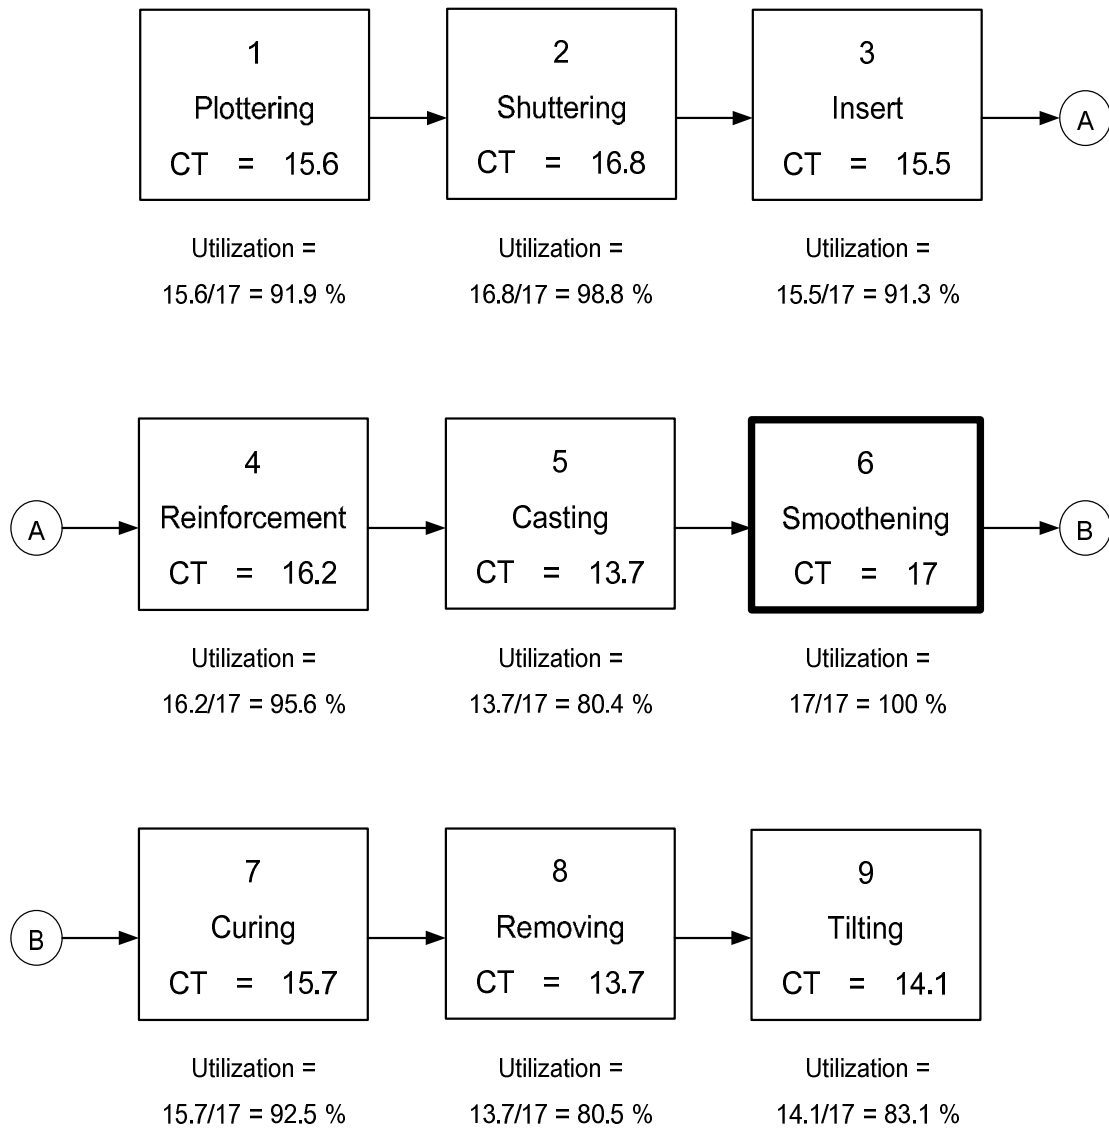 1
Plottering
CT = 15.6
2
Shuttering
CT = 16.8
3
Insert
CT = 15.5
A
Utilization =
15.6/17 = 91.9 %
Utilization =
16.8/17 = 98.8 %
Utilization =
15.5/17 = 91.3 %
A
4
Reinforcement
CT = 16.2
5
Casting
CT = 13.7
6
Smoothening
CT = 17
B
Utilization =
16.2/17 = 95.6 %
Utilization =
13.7/17 = 80.4 %
Utilization =
17/17 = 100 %
B
7
Curing
CT = 15.7
8
Removing
CT = 13.7
9
Tilting
CT = 14.1
Utilization =
15.7/17 = 92.5 %
Utilization =
13.7/17 = 80.5 %
Utilization =
14.1/17 = 83.1 %